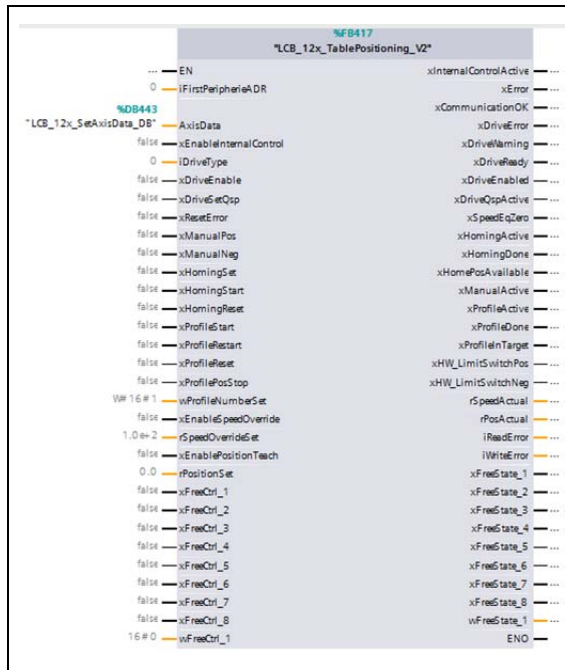 %FB417
"LCB_12x_TablePositioning_V2"
... EN xInternalControlActive ...
0 iFirstPeripherieADR xError ...
%DB443 xCommunicationOK ...
"LCB_12x_SetAxisData_DB" AxisData xDriveError ...
false xEnableInternalControl xDriveWarning ...
0 iDriveType xDriveReady ...
false xDriveEnable xDriveEnabled ...
false xDriveSetQsp xDriveQspActive ...
false xResetError xSpeedEqZero ...
false xManualPos xHomingActive ...
false xManualNeg xHomingDone ...
false xHomingSet xHomePosAvailable ...
false xHomingStart xManualActive ...
false xHomingReset xProfileActive ...
false xProfileStart xProfileDone ...
false xProfileRestart xProfileInTarget ...
false xProfileReset xHW_LimitSwitchPos ...
false xProfilePosStop xHW_LimitSwitchNeg ...
W#16#1 wProfileNumberSet rSpeedActual ...
false xEnableSpeedOverride rPosActual ...
1.0e+2 rSpeedOverrideSet iReadError ...
false xEnablePositionTeach iWriteError ...
0.0 rPositionSet xFreeState_1 ...
false xFreeCtrl_1 xFreeState_2 ...
false xFreeCtrl_2 xFreeState_3 ...
false xFreeCtrl_3 xFreeState_4 ...
false xFreeCtrl_4 xFreeState_5 ...
false xFreeCtrl_5 xFreeState_6 ...
false xFreeCtrl_6 xFreeState_7 ...
false xFreeCtrl_7 xFreeState_8 ...
false xFreeCtrl_8 wFreeState_1 ...
16#0 wFreeCtrl_1 ENO